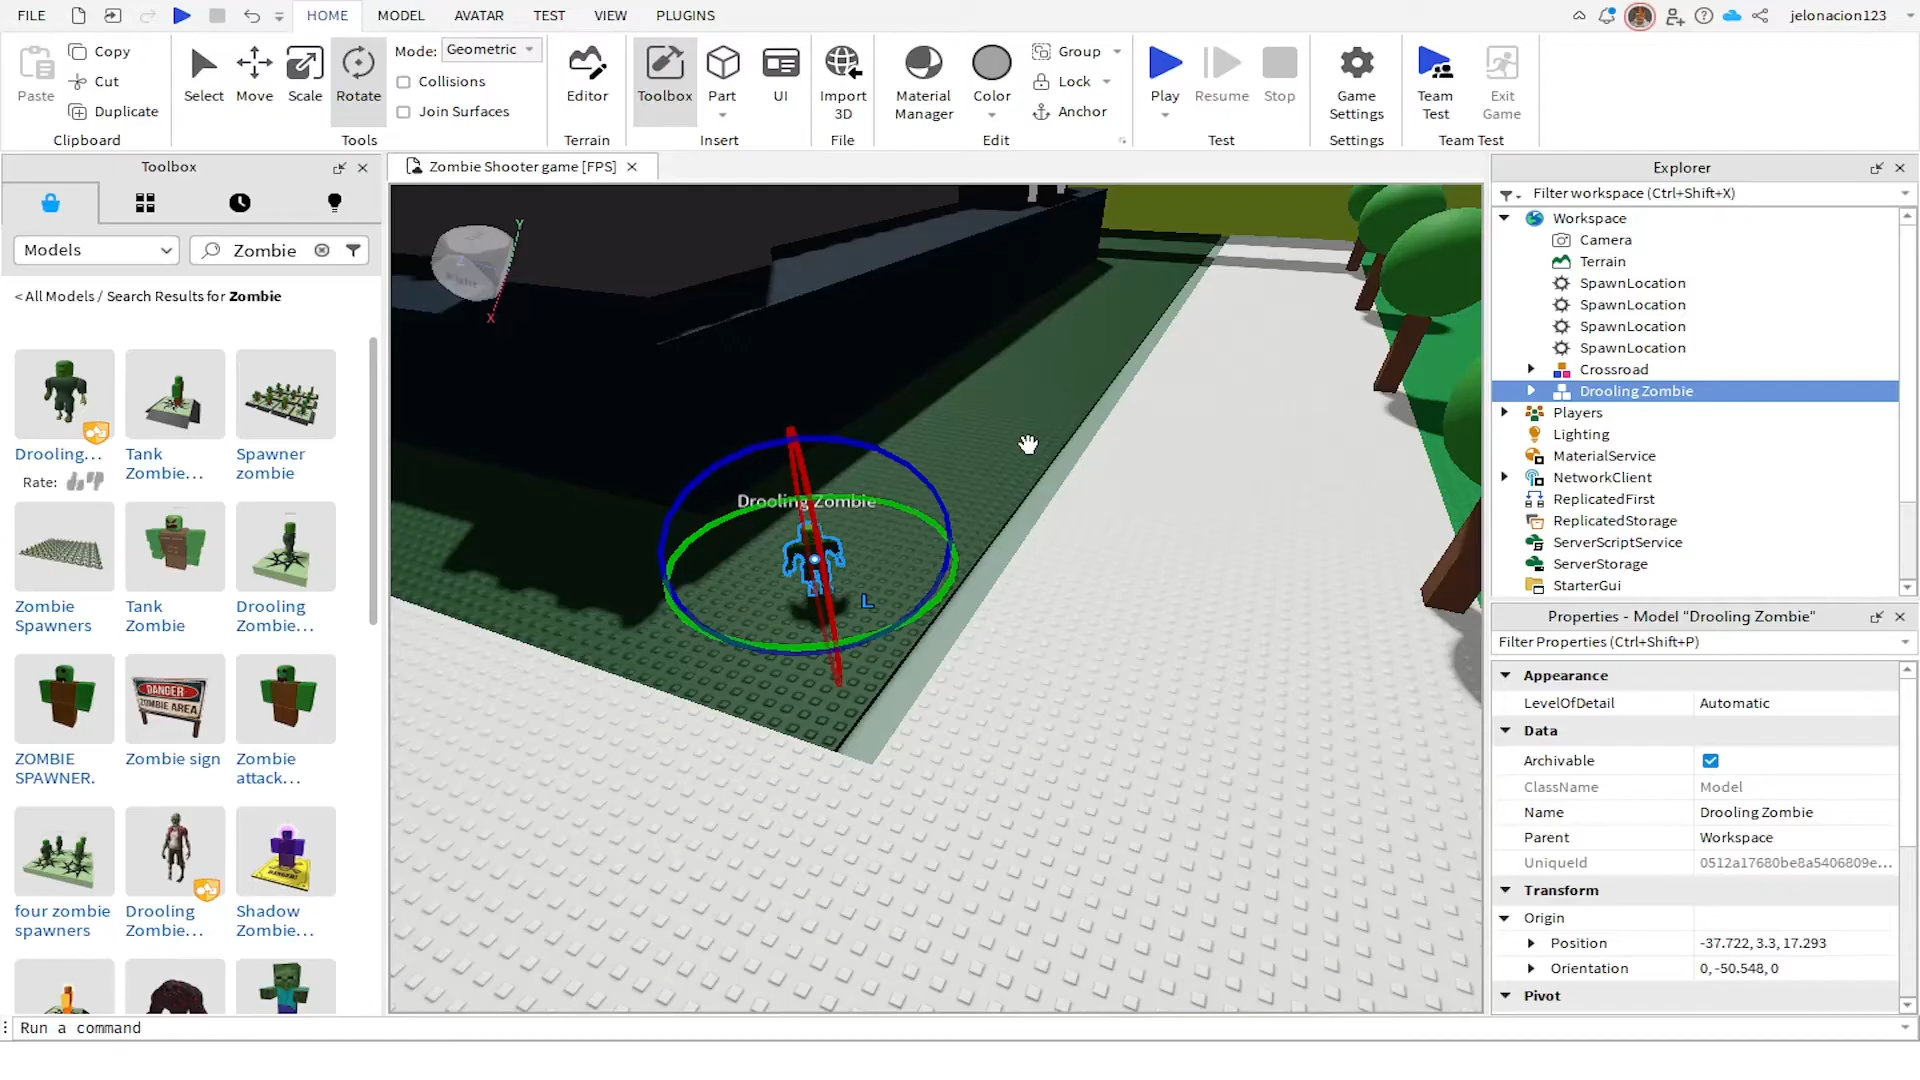 FILE HOME MODEL AVATAR TEST VIEW PLUGINS jelonacion123
Paste Copy Cut Duplicate Clipboard
Select Move Scale Rotate Tools
Mode: Geometric
Collisions
Join Surfaces
Editor Terrain
Toolbox Part UI Insert
Import 3D File
Material Manager Color Group Lock Anchor Edit
Play Resume Stop Test
Game Settings Settings
Team Test Exit Game Team Test
Toolbox
Models Zombie
< All Models / Search Results for Zombie
Drooling... Tank Zombie... Spawner zombie
Rate:
Zombie Spawners Tank Zombie Drooling Zombie...
DANGER
ZOMBIE AREA
ZOMBIE SPAWNER. Zombie sign Zombie attack...
four zombie spawners Drooling Zombie... Shadow Zombie...
Zombie Shooter game [FPS]
Y
X
Drooling Zombie
L
Explorer
Filter workspace (Ctrl+Shift+X)
Workspace
Camera
Terrain
SpawnLocation
SpawnLocation
SpawnLocation
SpawnLocation
Crossroad
Drooling Zombie
Players
Lighting
MaterialService
NetworkClient
ReplicatedFirst
ReplicatedStorage
ServerScriptService
ServerStorage
StarterGui
Properties - Model "Drooling Zombie"
Filter Properties (Ctrl+Shift+P)
Appearance
LevelOfDetail Automatic
Data
Archivable
ClassName Model
Name Drooling Zombie
Parent Workspace
UniqueId 0512a17680be8a5406809e...
Transform
Origin
Position -37.722, 3.3, 17.293
Orientation 0, -50.548, 0
Pivot
Run a command